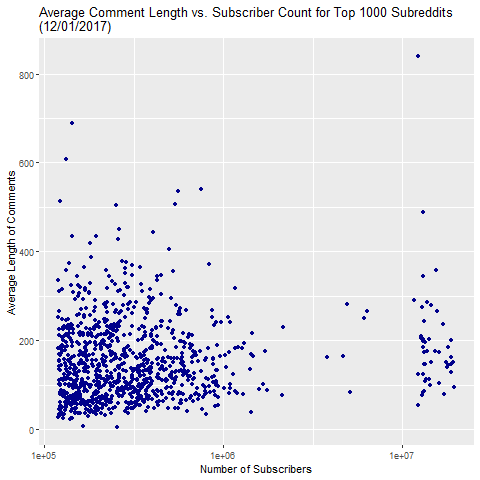 Average Comment Length vs. Subscriber Count for Top 1000 Subreddits
(12/01/2017)
Average Length of Comments
800
600
400
200
0
1e+05
1e+06
1e+07
Number of Subscribers